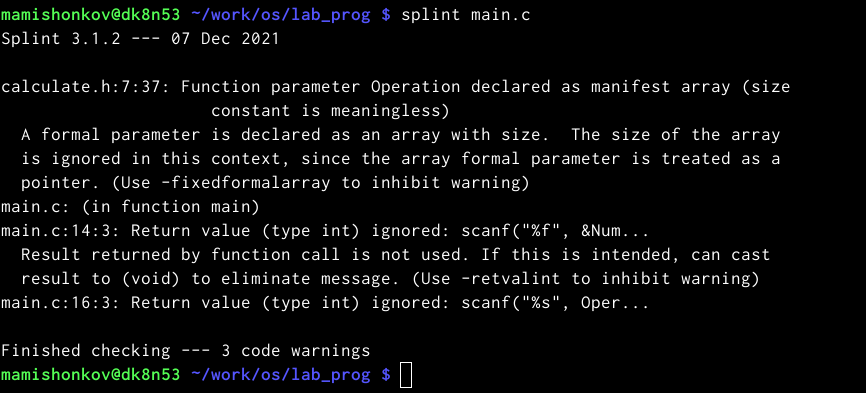 mamishonkov@dk8n53 ~/work/os/lab_prog $ splint main.c
Splint 3.1.2 --- 07 Dec 2021

calculate.h:7:37: Function parameter Operation declared as manifest array (size
                     constant is meaningless)
  A formal parameter is declared as an array with size.  The size of the array
  is ignored in this context, since the array formal parameter is treated as a
  pointer. (Use -fixedformalarray to inhibit warning)
main.c: (in function main)
main.c:14:3: Return value (type int) ignored: scanf("%f", &Num...
  Result returned by function call is not used. If this is intended, can cast
  result to (void) to eliminate message. (Use -retvalint to inhibit warning)
main.c:16:3: Return value (type int) ignored: scanf("%s", Oper...

Finished checking --- 3 code warnings
mamishonkov@dk8n53 ~/work/os/lab_prog $